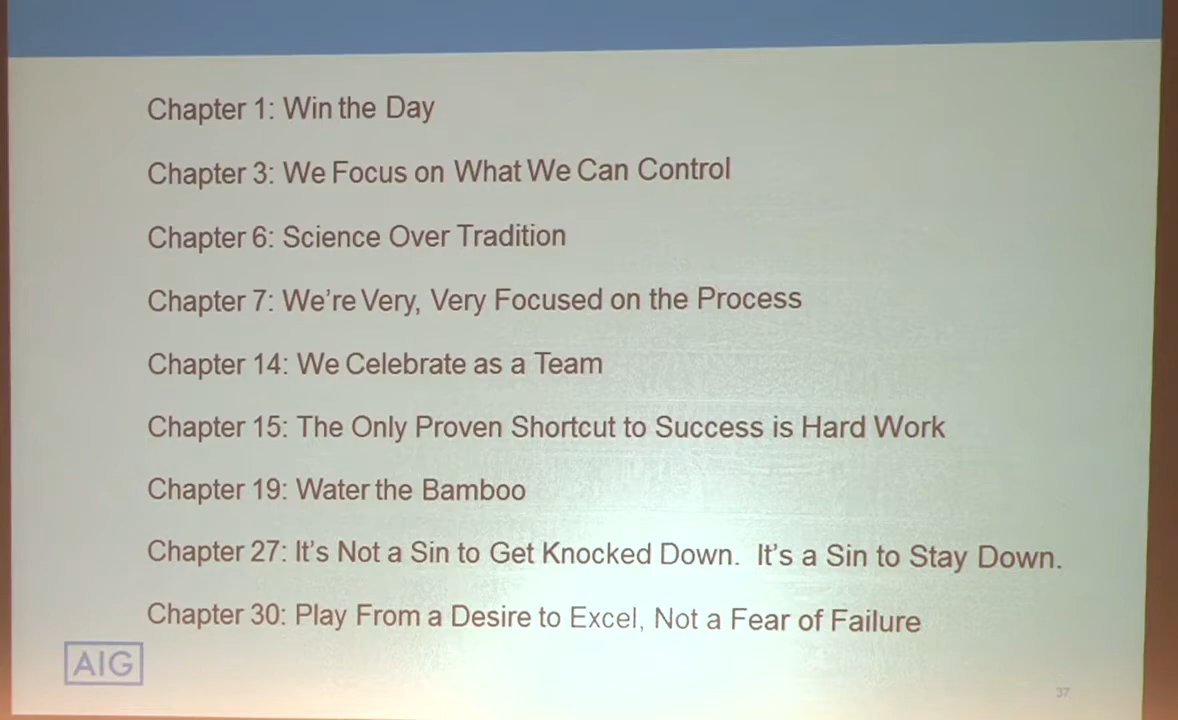 Chapter 1: Win the Day
Chapter 3: We Focus on What We Can Control
Chapter 6: Science Over Tradition
Chapter 7: We're Very, Very Focused on the Process
Chapter 14: We Celebrate as a Team
Chapter 15: The Only Proven Shortcut to Success is Hard Work
Chapter 19: Water the Bamboo
Chapter 27: It's Not a Sin to Get Knocked Down.  It's a Sin to Stay Down.
Chapter 30: Play From a Desire to Excel, Not a Fear of Failure
AIG
37